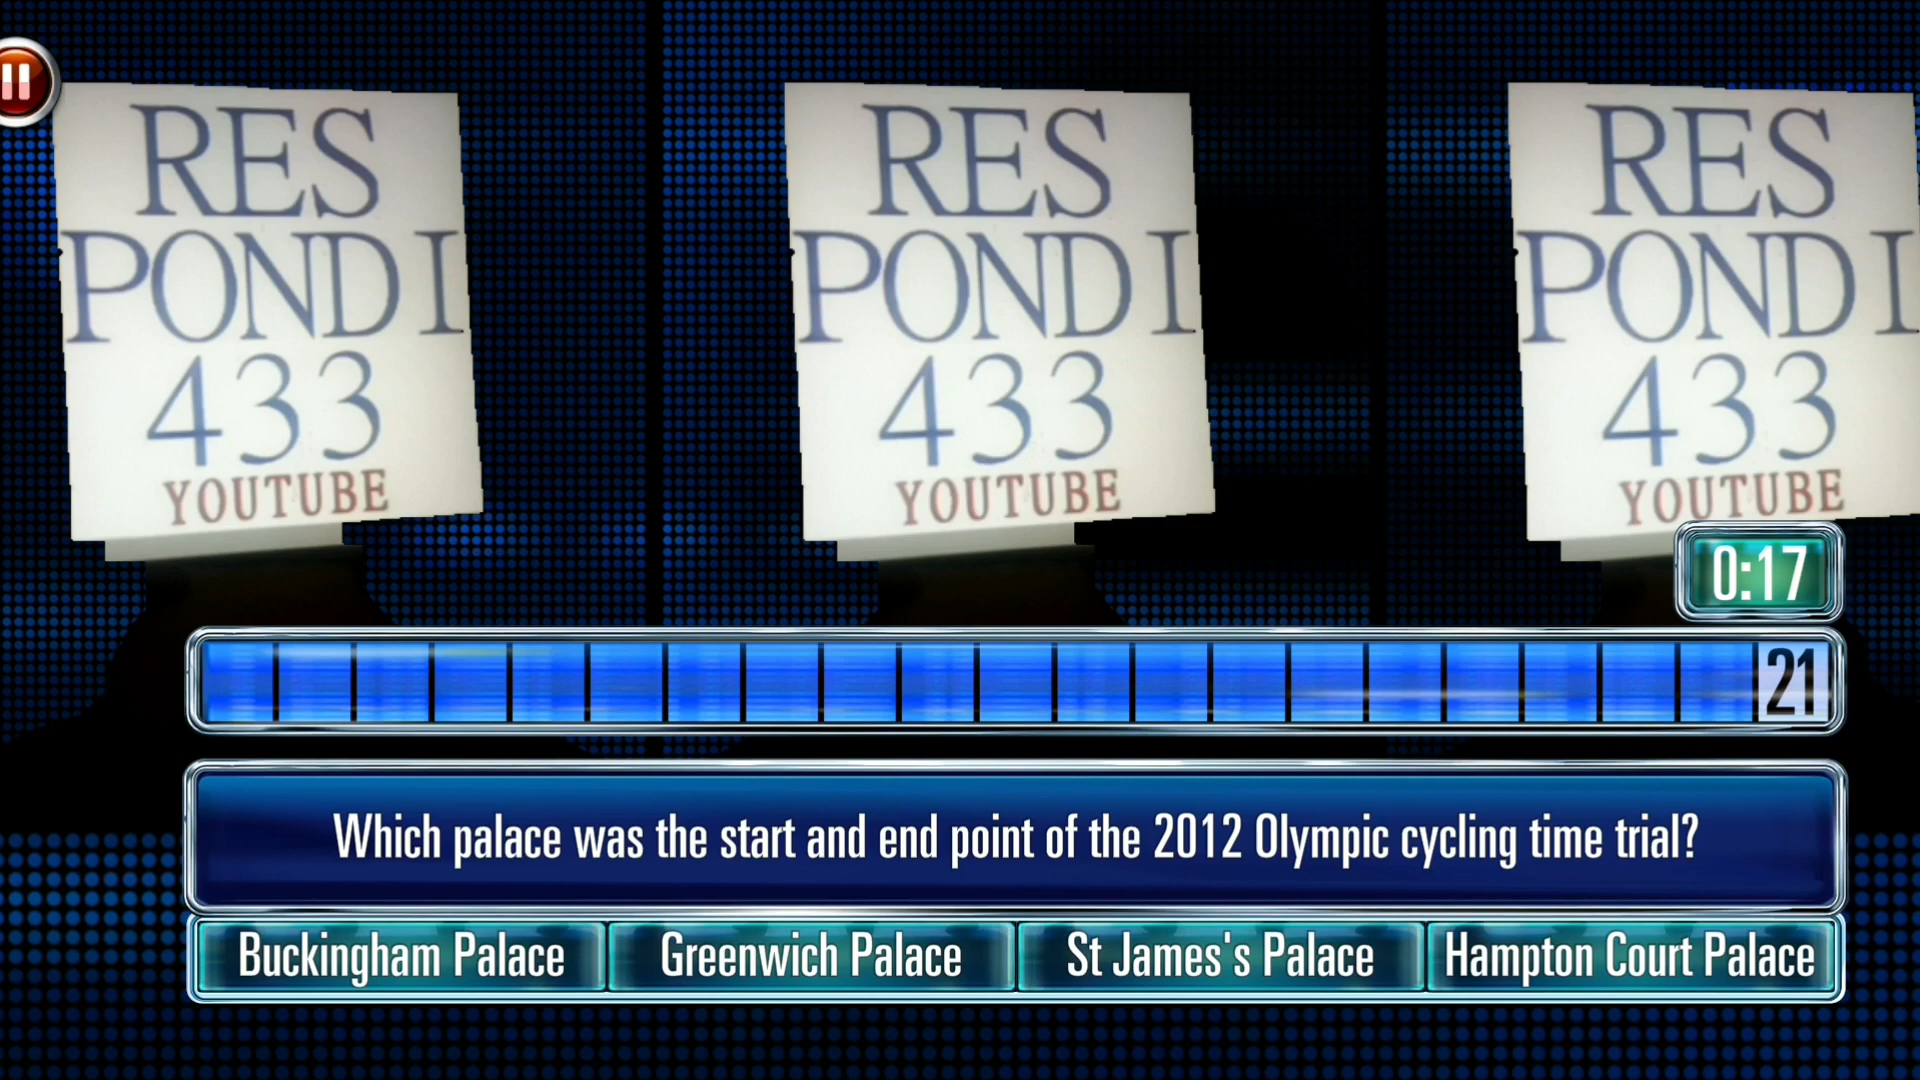 RES
POND I
433
YOUTUBE
RES
POND I
433
YOUTUBE
RES
POND I
433
YOUTUBE
0:17
21
Which palace was the start and end point of the 2012 Olympic cycling time trial?
Buckingham Palace
Greenwich Palace
St James's Palace
Hampton Court Palace